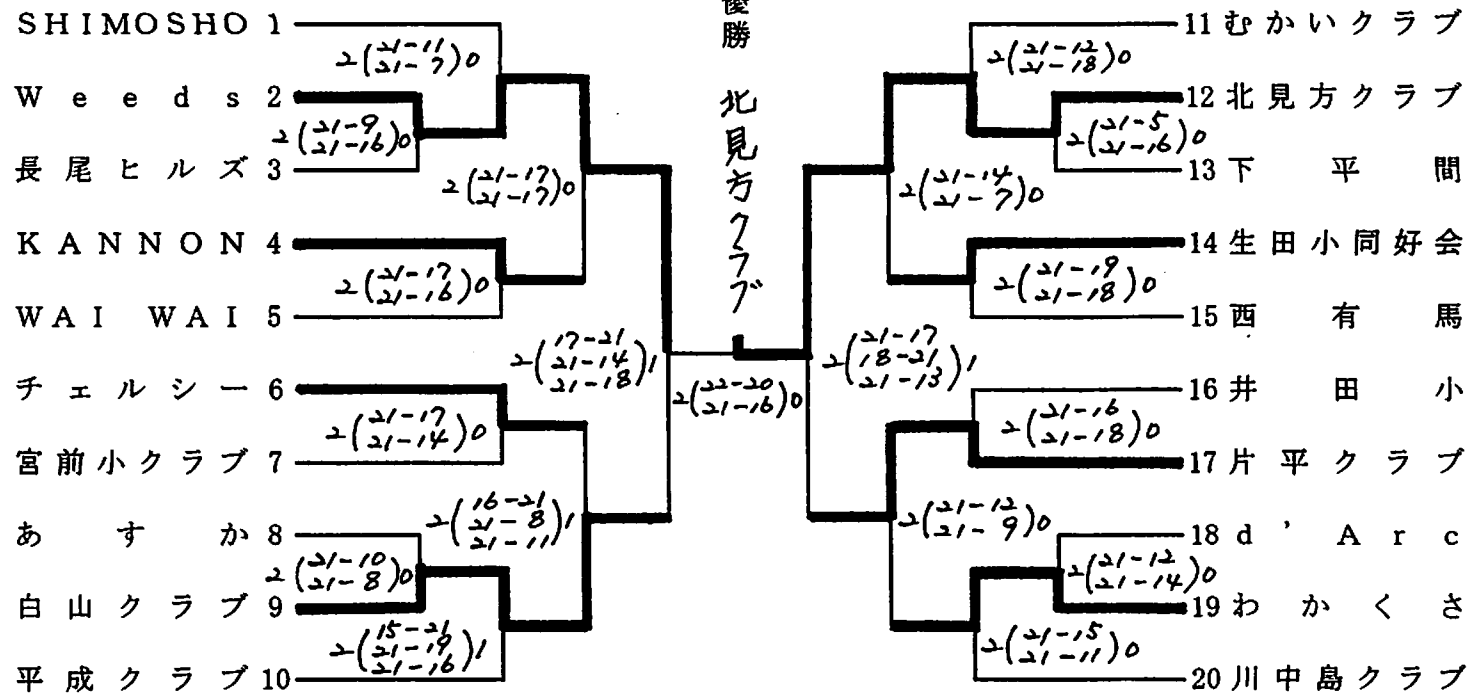 優勝 北見方クラブ
SHIMOSHO 1
2(21-11 21-7)0
Weeds 2
2(21-9 21-16)0
長尾ヒルズ 3
2(21-17 21-17)0
KANNON 4
2(21-17 21-16)0
WAI WAI 5
2(17-21 21-14 21-18)1
チェルシー 6
2(21-17 21-14)0
宮前小クラブ 7
2(16-21 21-8 21-11)1
あすか 8
2(21-10 21-8)0
白山クラブ 9
2(15-21 21-19 21-16)1
平成クラブ 10
2(22-20 21-16)0
11 むかいクラブ
2(21-12 21-18)0
12 北見方クラブ
2(21-5 21-16)0
13 下平間
2(21-14 21-7)0
14 生田小同好会
2(21-19 21-18)0
15 西有馬
2(21-17 18-21 21-13)1
16 井田小
2(21-16 21-18)0
17 片平クラブ
2(21-12 21-9)0
18 d'Arc
2(21-12 21-14)0
19 わかくさ
2(21-15 21-11)0
20 川中島クラブ